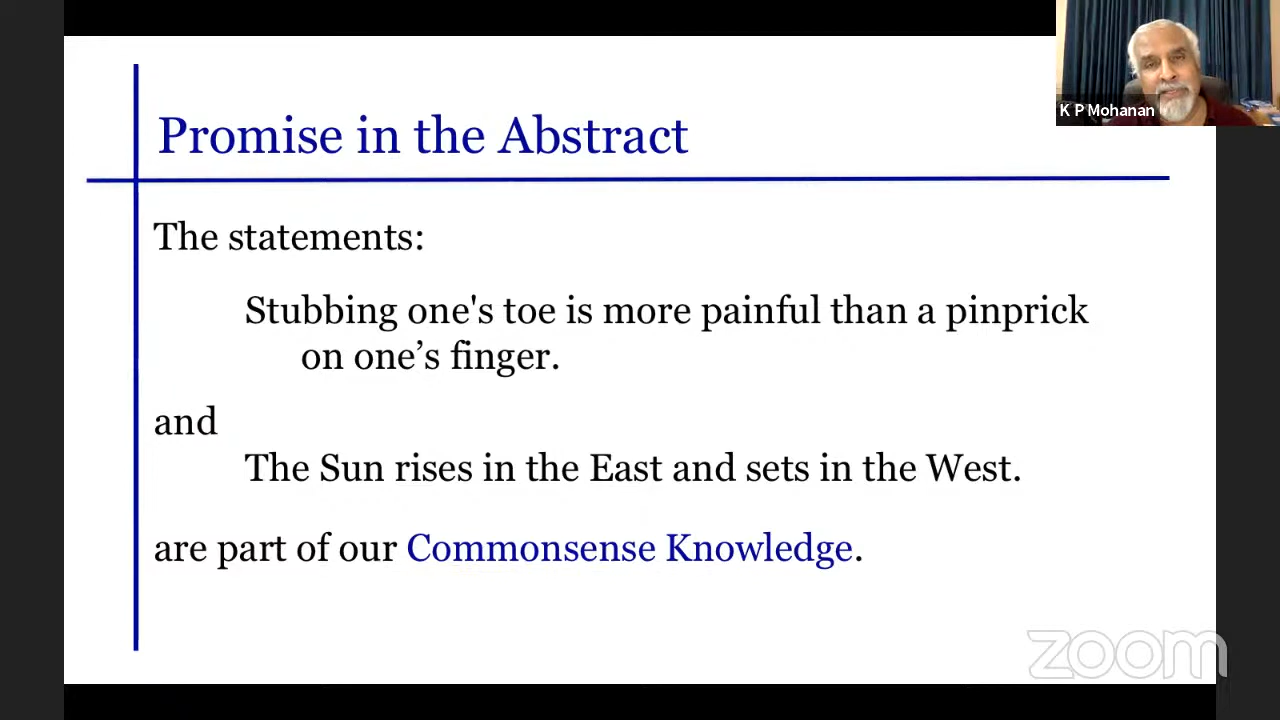 K P Mohanan
Promise in the Abstract
The statements:
Stubbing one's toe is more painful than a pinprick
on one’s finger.
and
The Sun rises in the East and sets in the West.
are part of our Commonsense Knowledge.
zoom